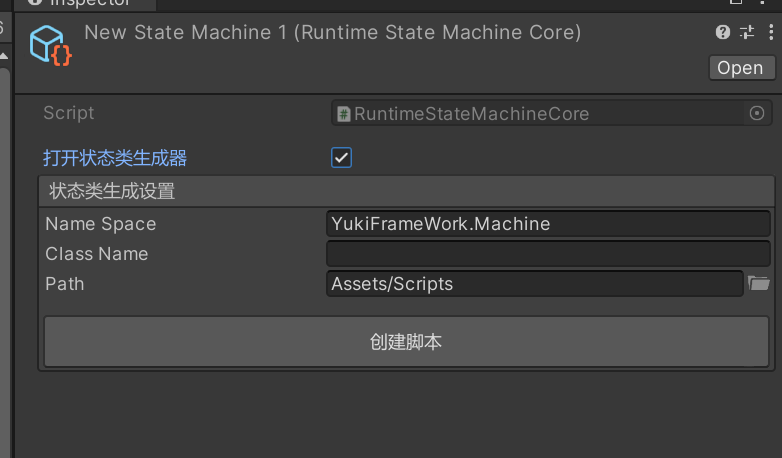 Inspector
New State Machine 1 (Runtime State Machine Core)
Open
Script
RuntimeStateMachineCore
打开状态类生成器
状态类生成设置
Name Space
YukiFrameWork.Machine
Class Name
Path
Assets/Scripts
创建脚本